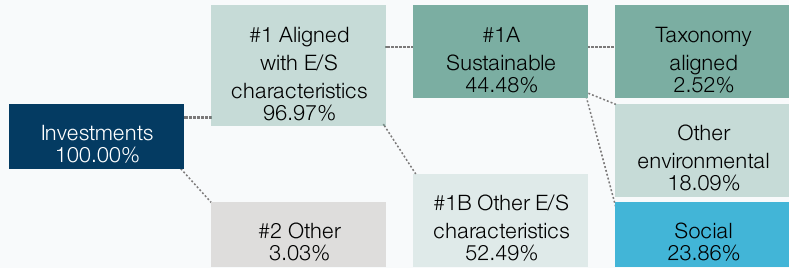 Investments
100.00%
#1 Aligned
with E/S
characteristics
96.97%
#2 Other
3.03%
#1A
Sustainable
44.48%
#1B Other E/S
characteristics
52.49%
Taxonomy
aligned
2.52%
Other
environmental
18.09%
Social
23.86%